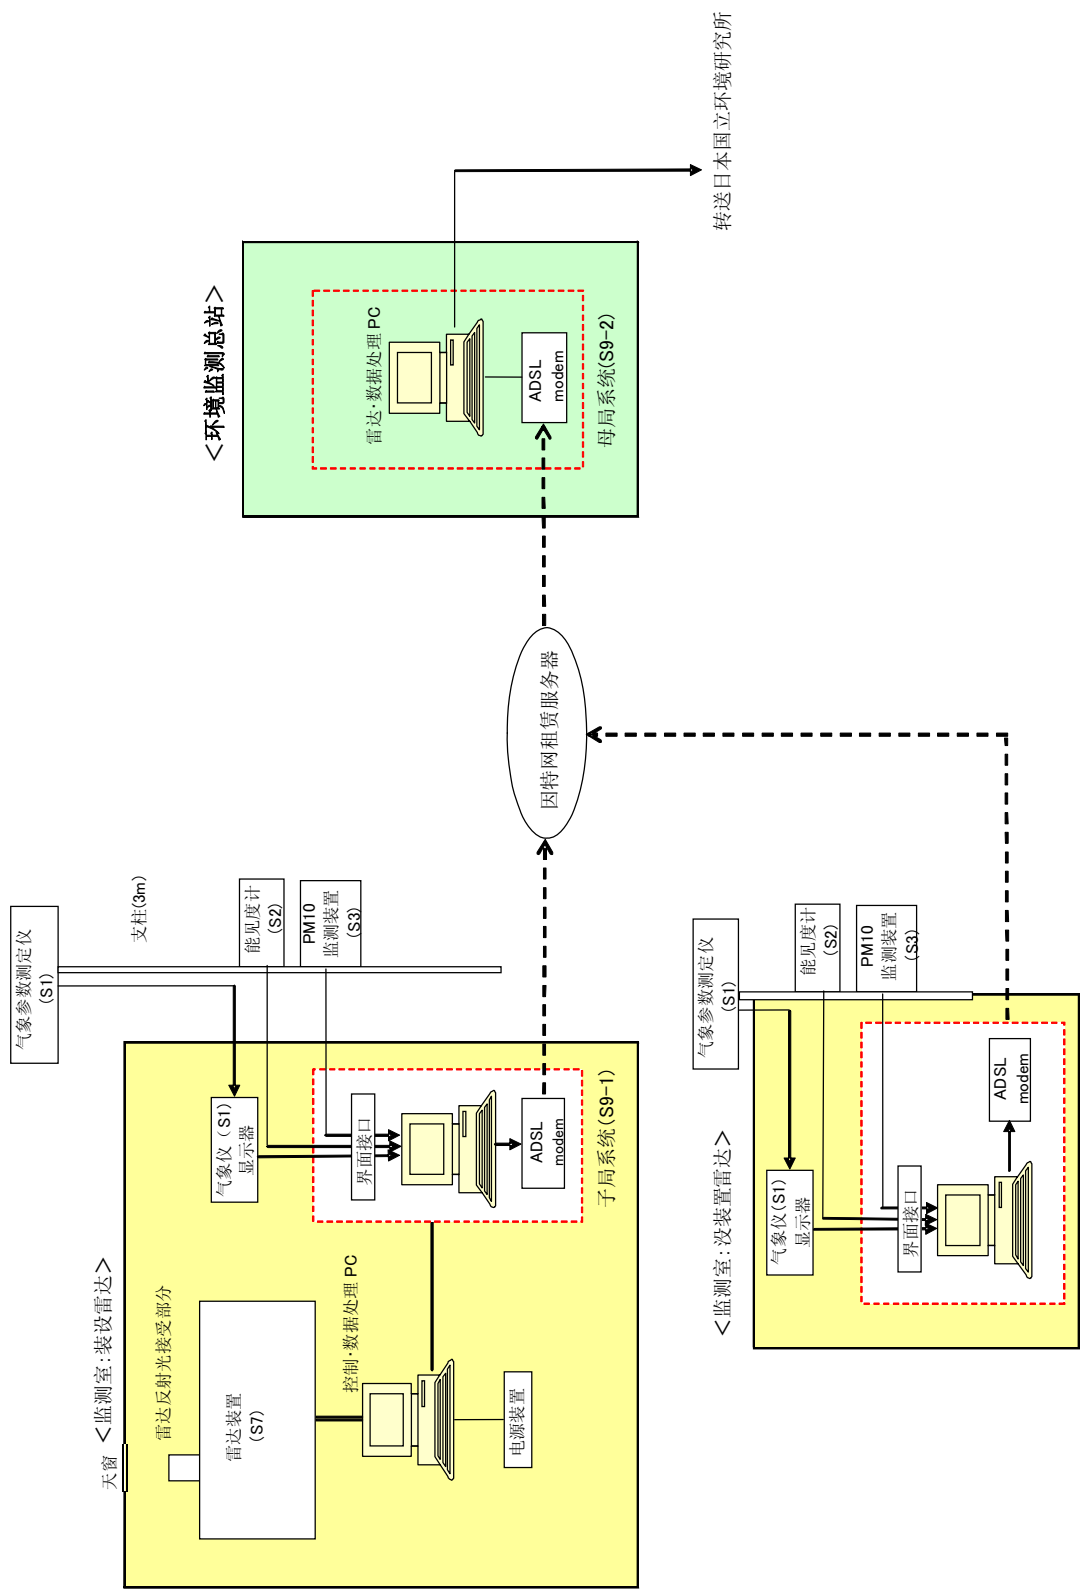 转送日本国立环境研究所
＜环境监测总站＞
雷达·数据处理 PC
ADSL
modem
母局系统(S9-2)
因特网租赁服务器
气象参数测定仪
(S1)
支柱(3m)
能见度计
(S2)
PM10
监测装置
(S3)
天窗
＜监测室:装设雷达＞
气象仪（S1）
显示器
界面接口
ADSL
modem
子局系统(S9-1)
雷达反射光接受部分
雷达装置
(S7)
控制·数据处理 PC
电源装置
气象参数测定仪
(S1)
能见度计
(S2)
PM10
监测装置
(S3)
＜监测室:没装置雷达＞
气象仪(S1)
显示器
界面接口
ADSL
modem